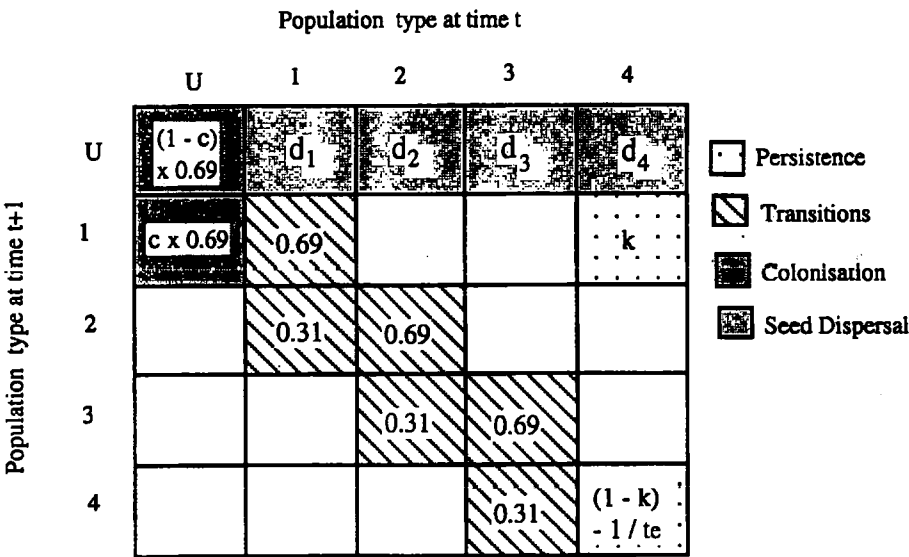 Population type at time t
U 1 2 3 4
Population type at time t+1
U
(1 - c)
x 0.69
d1
d2
d3
d4
1
c x 0.69
0.69
k
2
0.31
0.69
3
0.31
0.69
4
0.31
(1 - k)
- 1 / te
Persistence
Transitions
Colonisation
Seed Dispersal